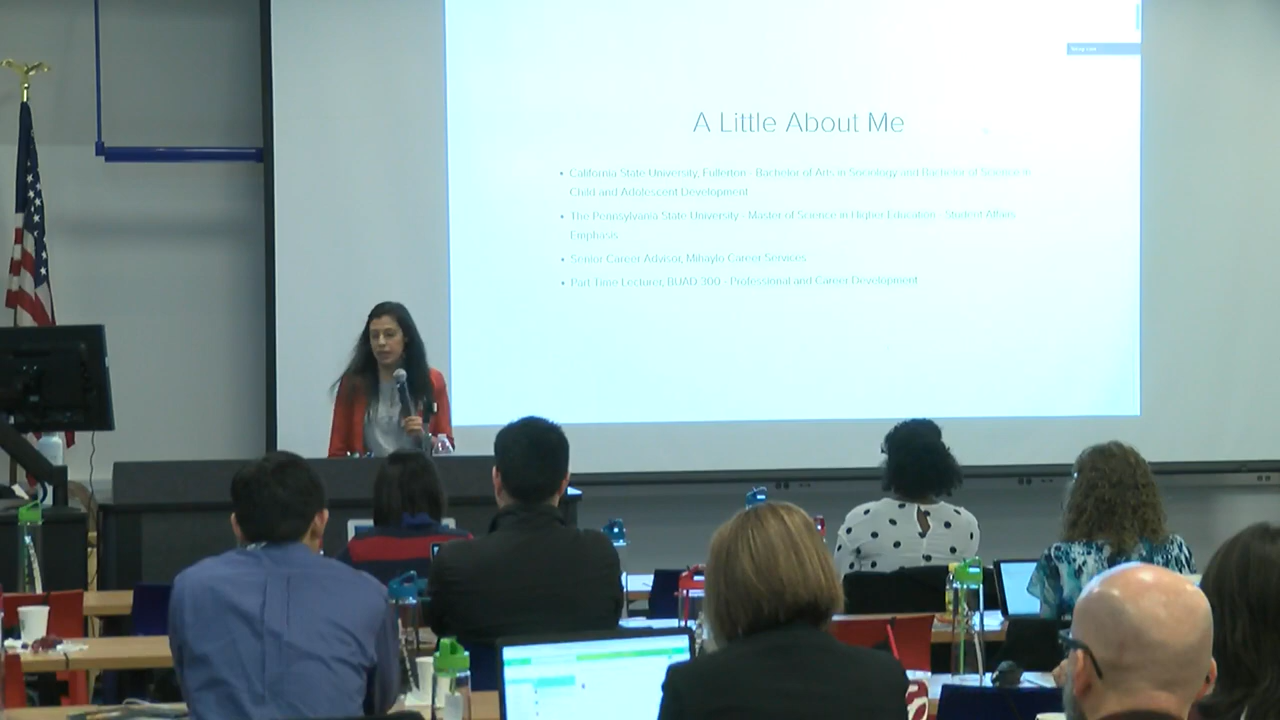 A Little About Me
• California State University, Fullerton - Bachelor of Arts in Sociology and Bachelor of Science in
Child and Adolescent Development
• The Pennsylvania State University - Master of Science in Higher Education - Student Affairs
Emphasis
• Senior Career Advisor, Mihaylo Career Services
• Part Time Lecturer, BUAD 300 - Professional and Career Development